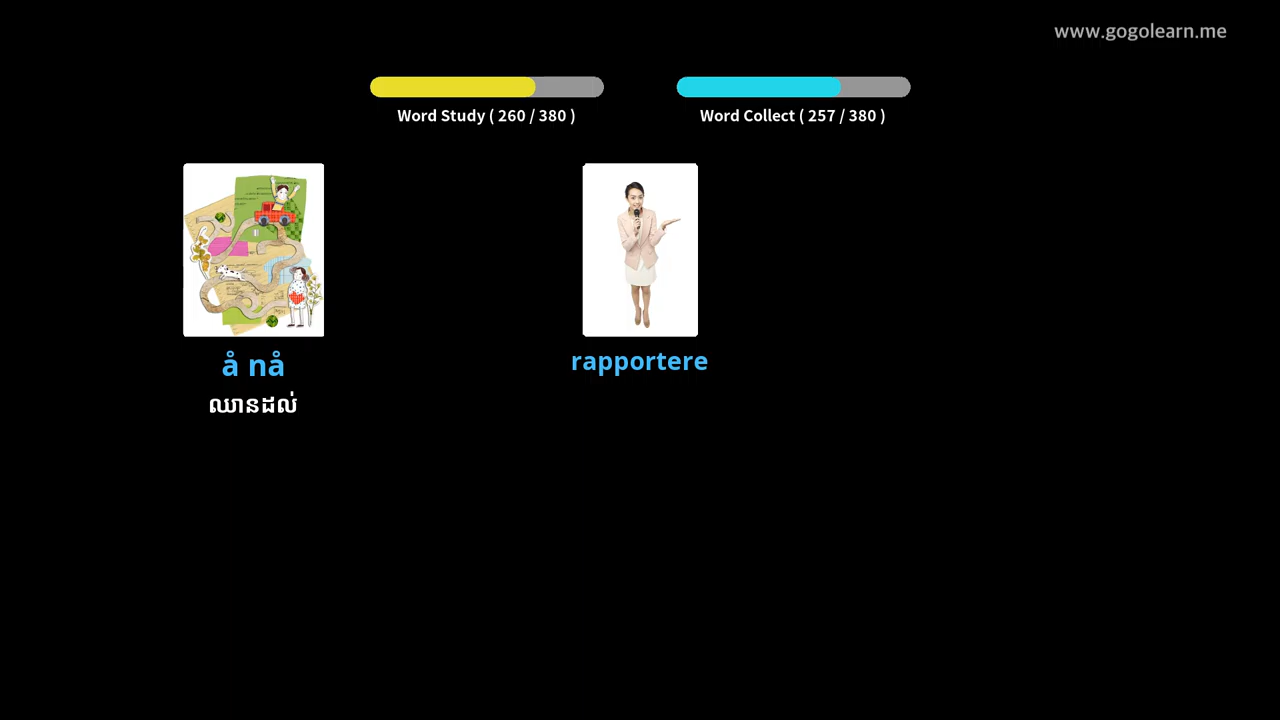 www.gogolearn.me
Word Study ( 260 / 380 )
Word Collect ( 257 / 380 )
å nå
ឈានដល់
rapportere